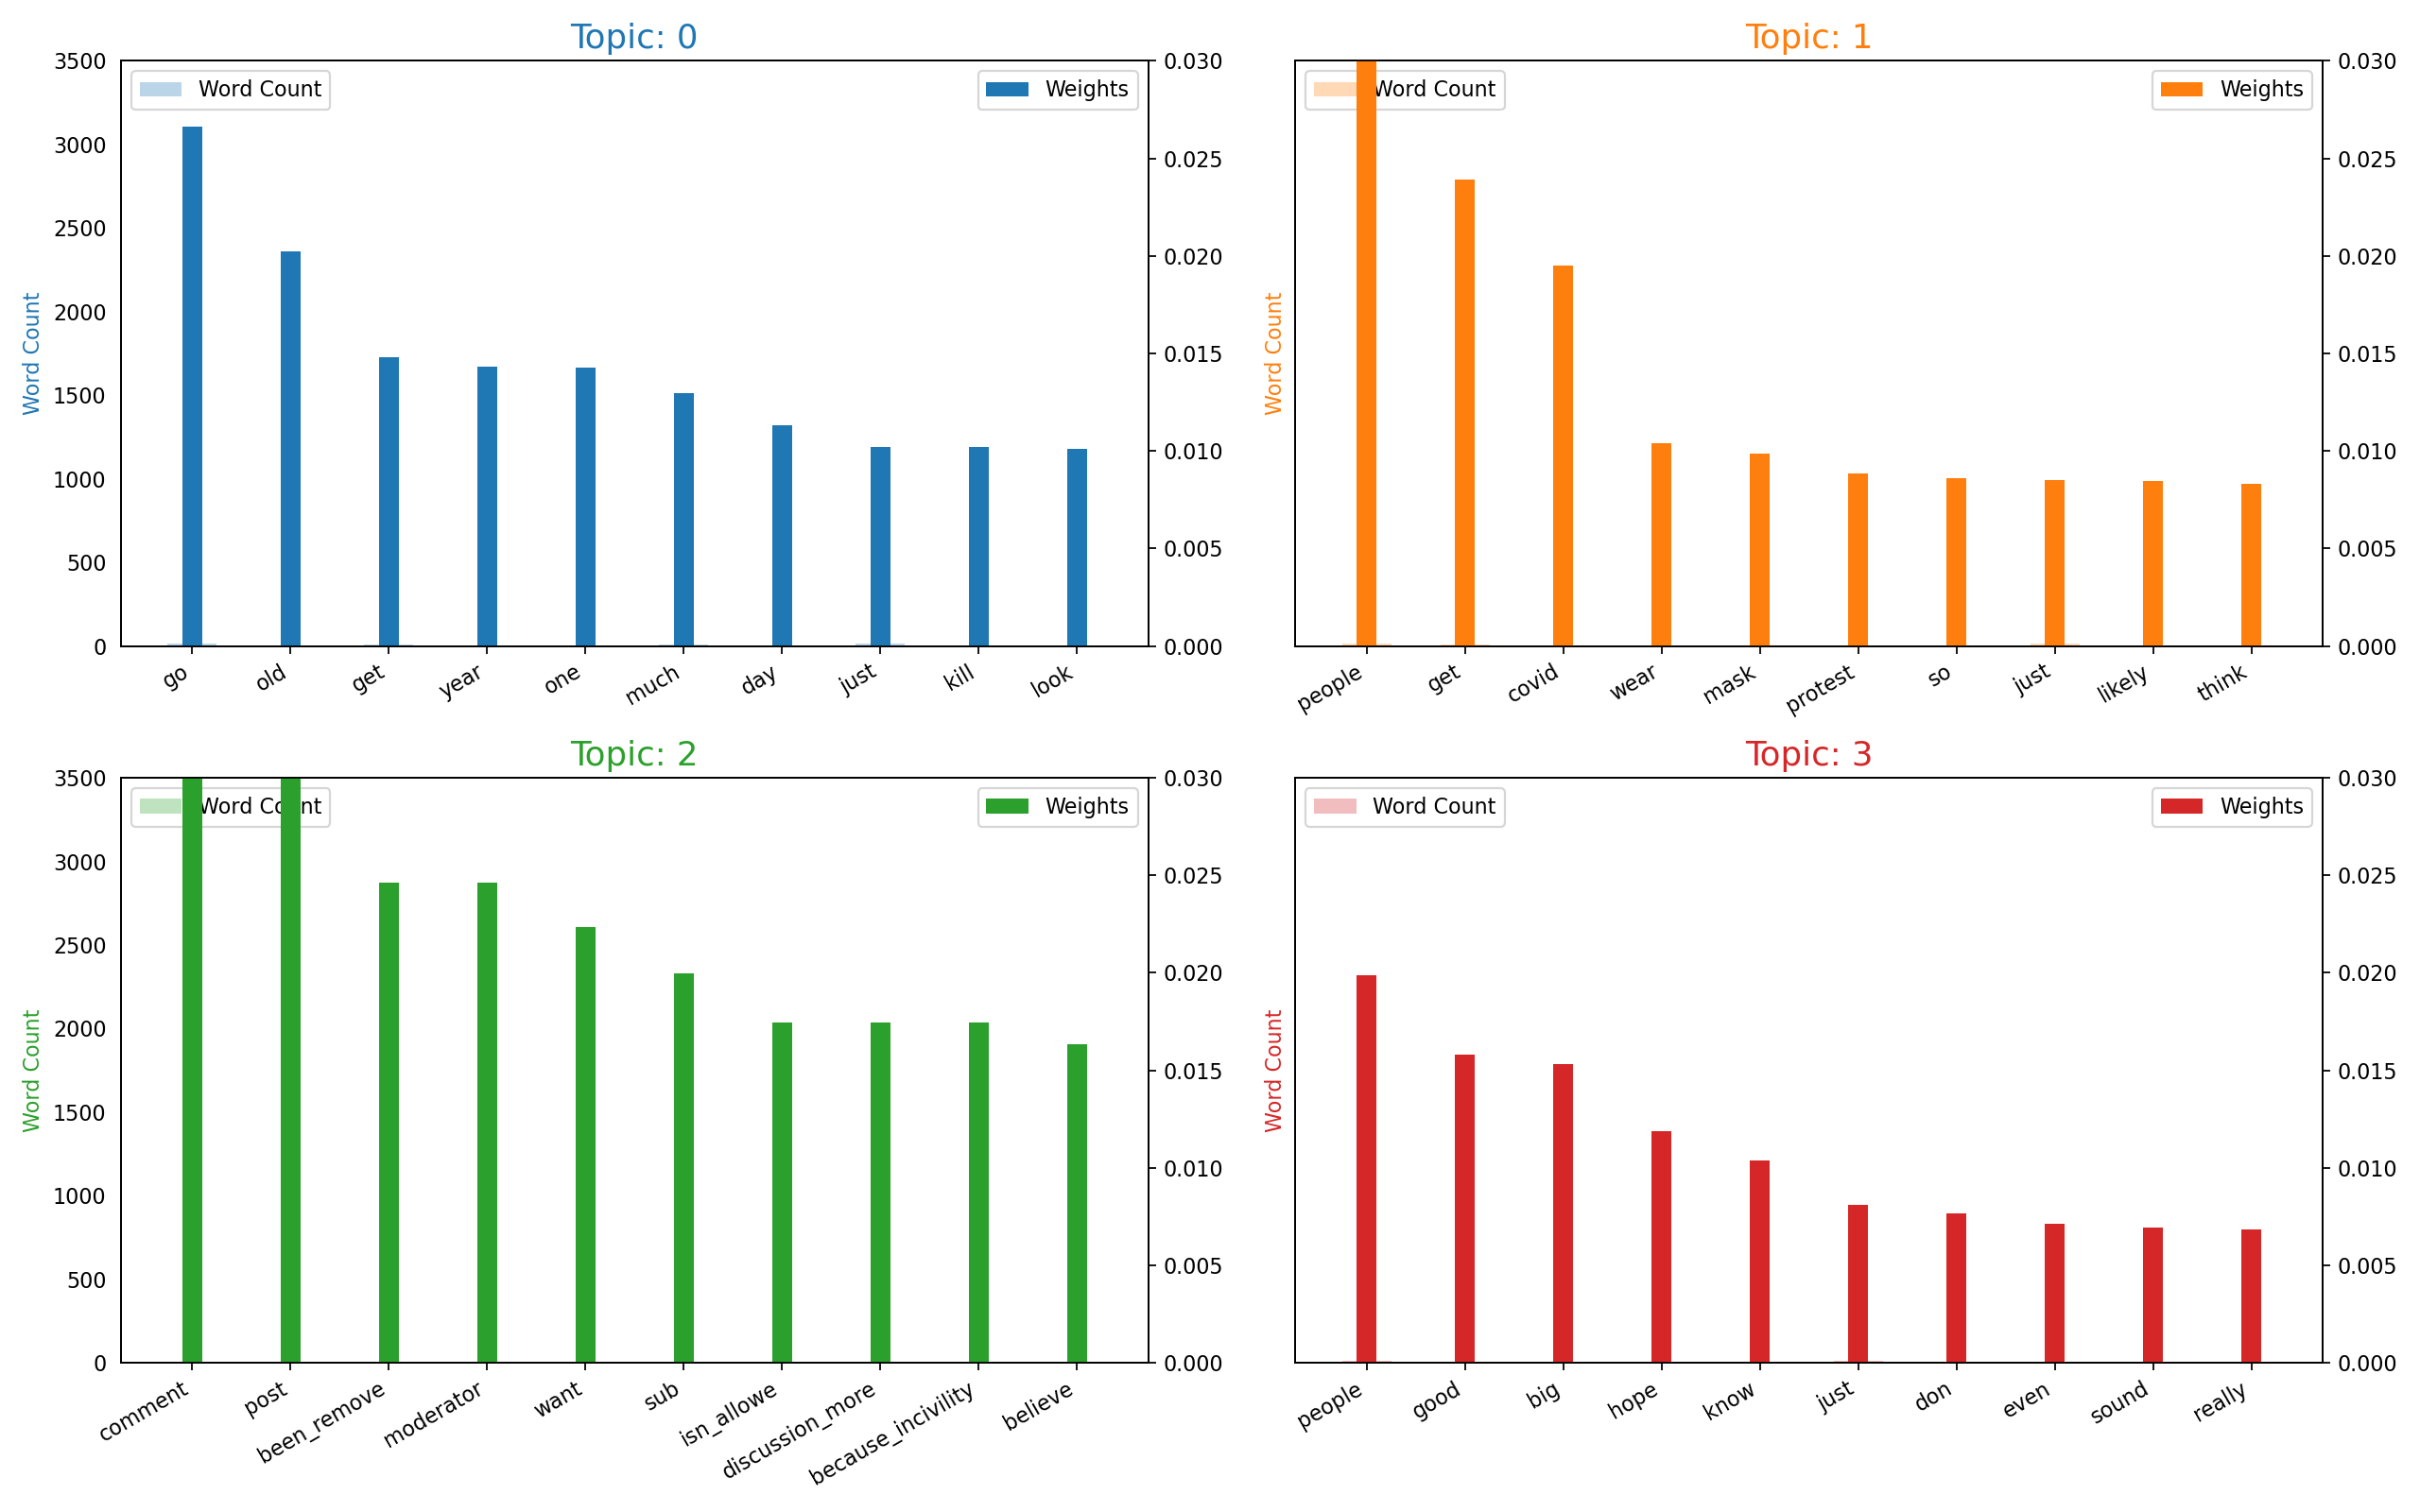 Topic: 0
3500
3000
2500
2000
1500
1000
500
0
Word Count
Word Count
Weights
0.030
0.025
0.020
0.015
0.010
0.005
0.000
go
old
get
year
one
much
day
just
kill
look
Topic: 1
Word Count
Word Count
Weights
0.030
0.025
0.020
0.015
0.010
0.005
0.000
people
get
covid
wear
mask
protest
so
just
likely
think
Topic: 2
3500
3000
2500
2000
1500
1000
500
0
Word Count
Word Count
Weights
0.030
0.025
0.020
0.015
0.010
0.005
0.000
comment
post
been_remove
moderator
want
sub
isn_allowe
discussion_more
because_incivility
believe
Topic: 3
Word Count
Word Count
Weights
0.030
0.025
0.020
0.015
0.010
0.005
0.000
people
good
big
hope
know
just
don
even
sound
really